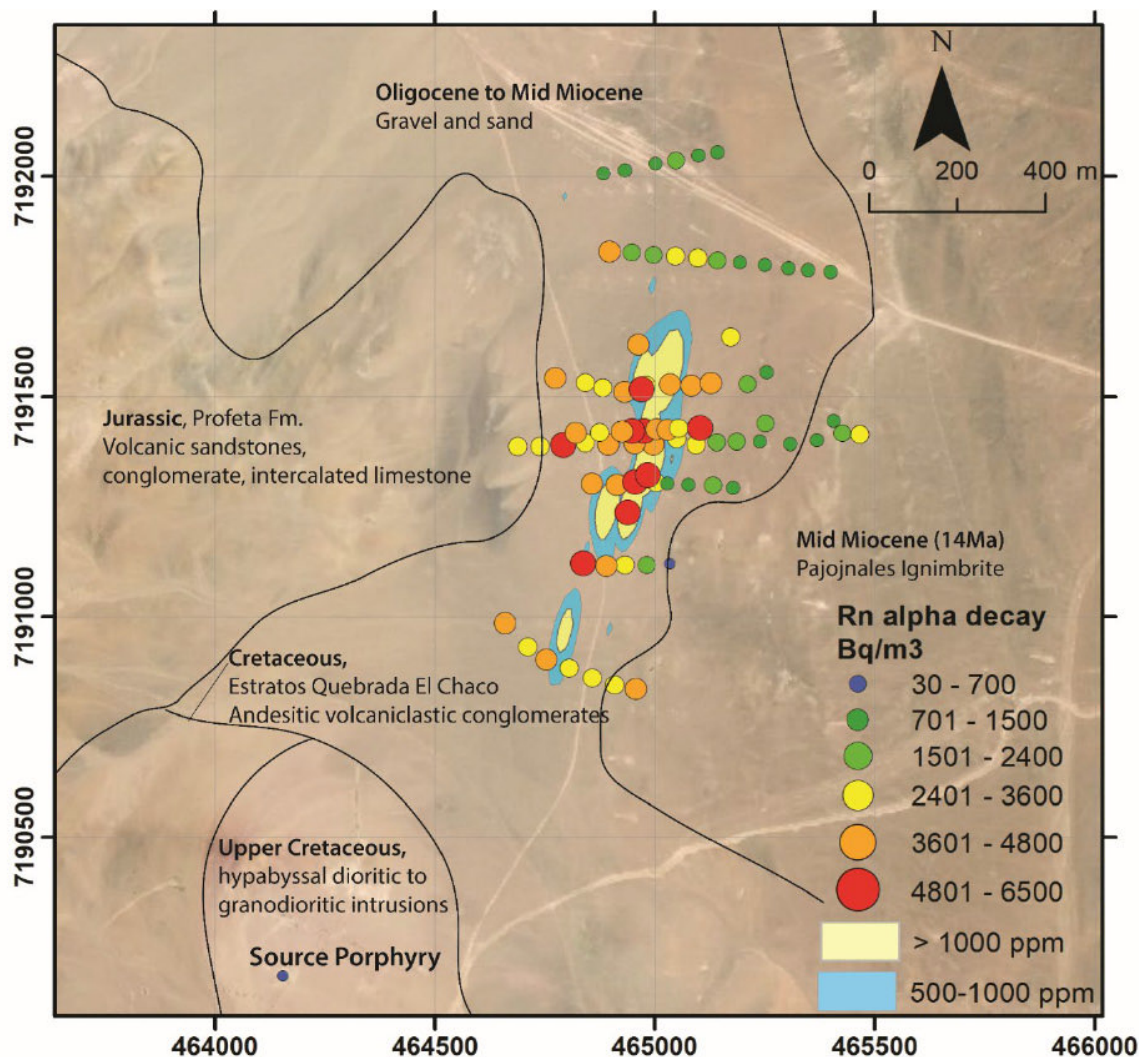 N
Oligocene to Mid Miocene
Gravel and sand
0 200 400 m
7192000
7191500
7191000
7190500
Jurassic, Profeta Fm.
Volcanic sandstones,
conglomerate, intercalated limestone
Mid Miocene (14Ma)
Pajojnales Ignimbrite
Cretaceous,
Estratos Quebrada El Chaco
Andesitic volcaniclastic conglomerates
Upper Cretaceous,
hypabyssal dioritic to
granodioritic intrusions
Source Porphyry
Rn alpha decay
Bq/m3
30 - 700
701 - 1500
1501 - 2400
2401 - 3600
3601 - 4800
4801 - 6500
> 1000 ppm
500-1000 ppm
464000 464500 465000 465500 466000